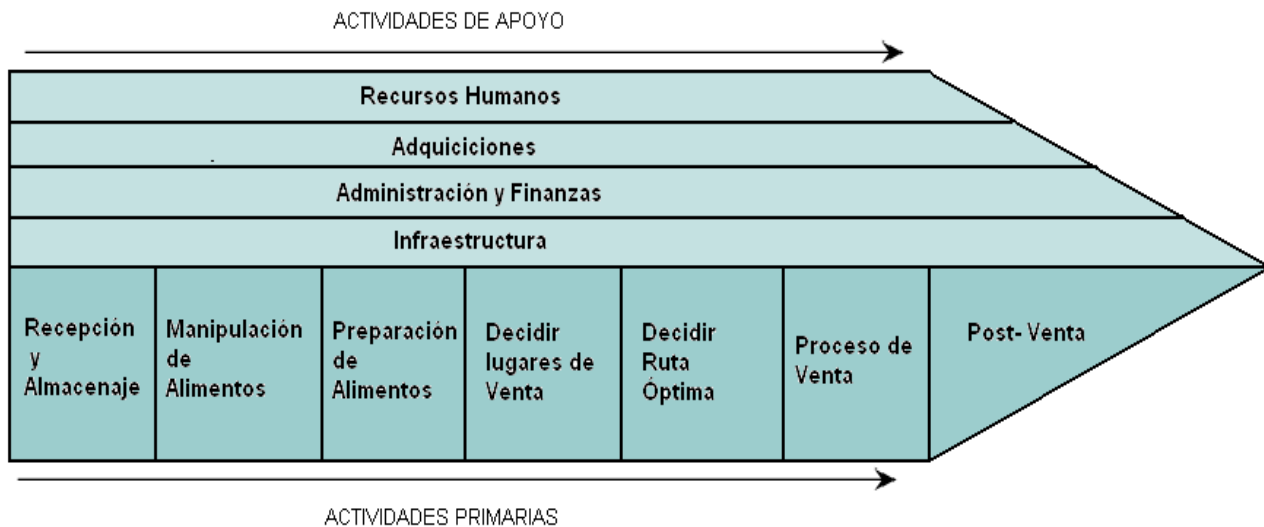 ACTIVIDADES DE APOYO
Recursos Humanos
Adquiciciones
Administración y Finanzas
Infraestructura
Recepción
y
Almacenaje
Manipulación
de
Alimentos
Preparación
de
Alimentos
Decidir
lugares de
Venta
Decidir
Ruta
Óptima
Proceso de
Venta
Post- Venta
ACTIVIDADES PRIMARIAS